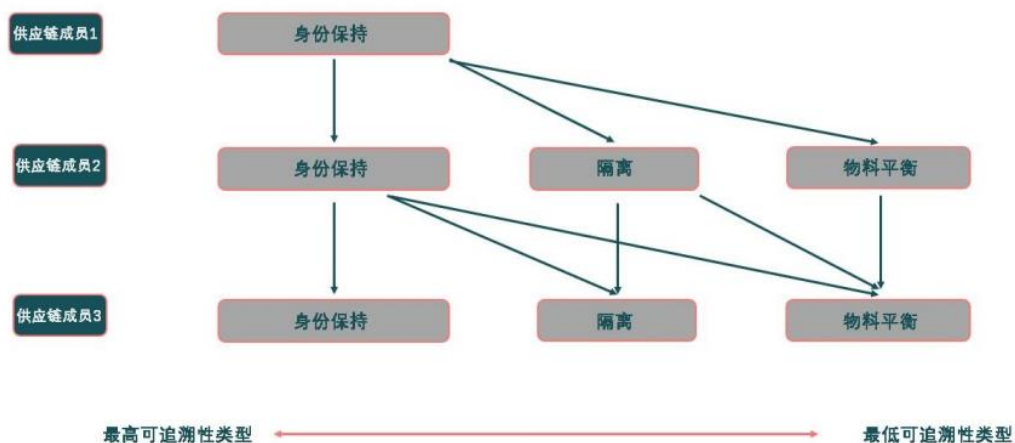 供应链成员1
身份保持
供应链成员2
身份保持
隔离
物料平衡
供应链成员3
身份保持
隔离
物料平衡
最高可追溯性类型
最低可追溯性类型